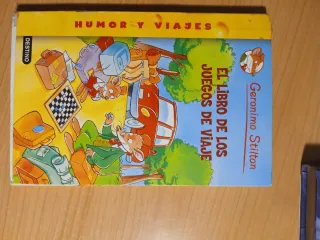 HUMOR Y VIAJES
Geronimo Stilton
EL LIBRO DE LOS
JUEGOS DE VIAJE
DESTINO